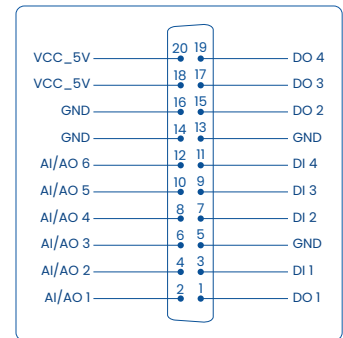 VCC_5V 20 19 DO 4
VCC_5V 18 17 DO 3
GND 16 15 DO 2
GND 14 13 GND
AI/AO 6 12 11 DI 4
AI/AO 5 10 9 DI 3
AI/AO 4 8 7 DI 2
AI/AO 3 6 5 GND
AI/AO 2 4 3 DI 1
AI/AO 1 2 1 DO 1